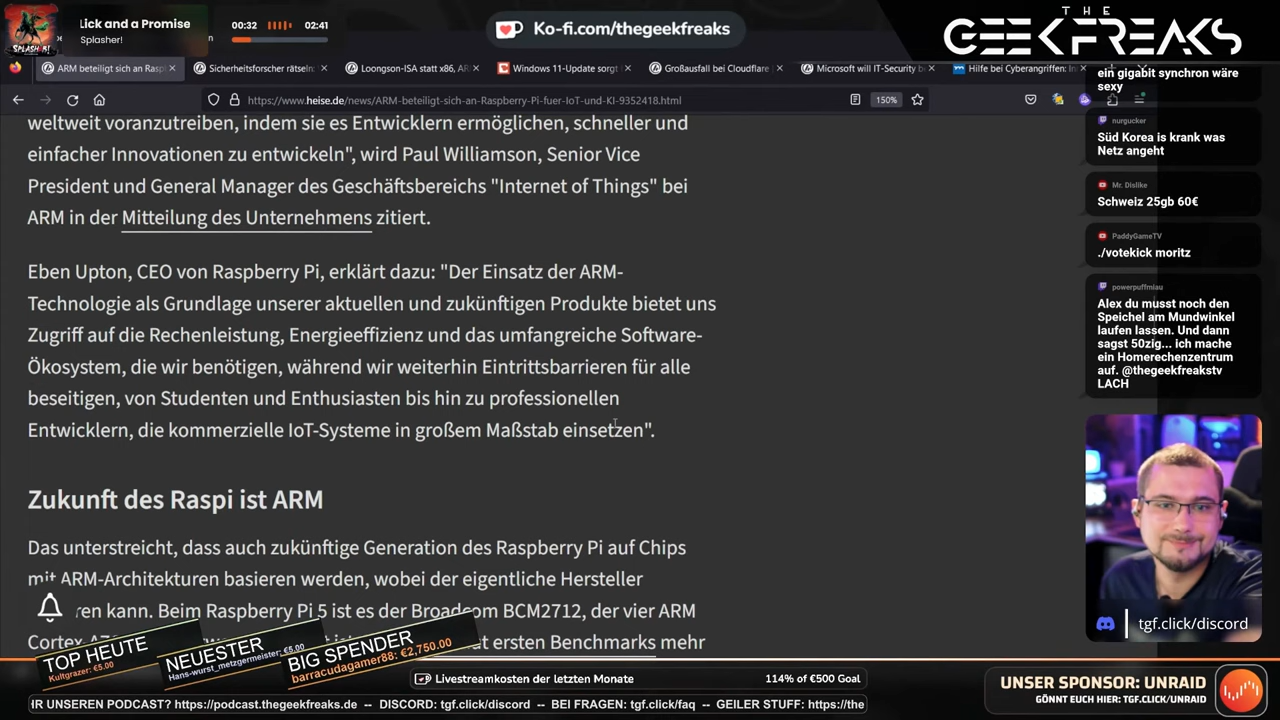 Lick and a Promise
Splasher!
00:32
02:41
Ko-fi.com/thegeekfreaks
THE
GEEKFREAKS
ARM beteiligt sich an Rasp
Sicherheitsforscher rätseln:
Loongson-ISA statt x86, AR
Windows 11-Update sorgt
Großausfall bei Cloudflare
Microsoft will IT-Security b
Hilfe bei Cyberangriffen: In
https://www.heise.de/news/ARM-beteiligt-sich-an-Raspberry-Pi-fuer-IoT-und-KI-9352418.html
150%
weltweit voranzutreiben, indem sie es Entwicklern ermöglichen, schneller und
einfacher Innovationen zu entwickeln", wird Paul Williamson, Senior Vice
President und General Manager des Geschäftsbereichs "Internet of Things" bei
ARM in der Mitteilung des Unternehmens zitiert.
Eben Upton, CEO von Raspberry Pi, erklärt dazu: "Der Einsatz der ARM-
Technologie als Grundlage unserer aktuellen und zukünftigen Produkte bietet uns
Zugriff auf die Rechenleistung, Energieeffizienz und das umfangreiche Software-
Ökosystem, die wir benötigen, während wir weiterhin Eintrittsbarrieren für alle
beseitigen, von Studenten und Enthusiasten bis hin zu professionellen
Entwicklern, die kommerzielle IoT-Systeme in großem Maßstab einsetzen".
Zukunft des Raspi ist ARM
Das unterstreicht, dass auch zukünftige Generation des Raspberry Pi auf Chips
mit ARM-Architekturen basieren werden, wobei der eigentliche Hersteller
ren kann. Beim Raspberry Pi 5 ist es der Broadcom BCM2712, der vier ARM
Cortex
ersten Benchmarks mehr
ein gigabit synchron wäre
sexy
nurgucker
Süd Korea is krank was
Netz angeht
Mr. Dislike
Schweiz 25gb 60€
PaddyGameTV
./votekick moritz
powerpuffmiau
Alex du musst noch den
Speichel am Mundwinkel
laufen lassen. Und dann
sagst 50zig... ich mache
ein Homerechenzentrum
auf. @thegeekfreakstv
LACH
tgf.click/discord
TOP HEUTE
Kultgrazer: €5.00
NEUESTER
Hans-wurst_metzgermeister: €5.00
BIG SPENDER
barracudagamer88: €2,750.00
Livestreamkosten der letzten Monate
114% of €500 Goal
UNSER SPONSOR: UNRAID
GÖNNT EUCH HIER: TGF.CLICK/UNRAID
IR UNSEREN PODCAST? https://podcast.thegeekfreaks.de -- DISCORD: tgf.click/discord -- BEI FRAGEN: tgf.click/faq -- GEILER STUFF: https://the